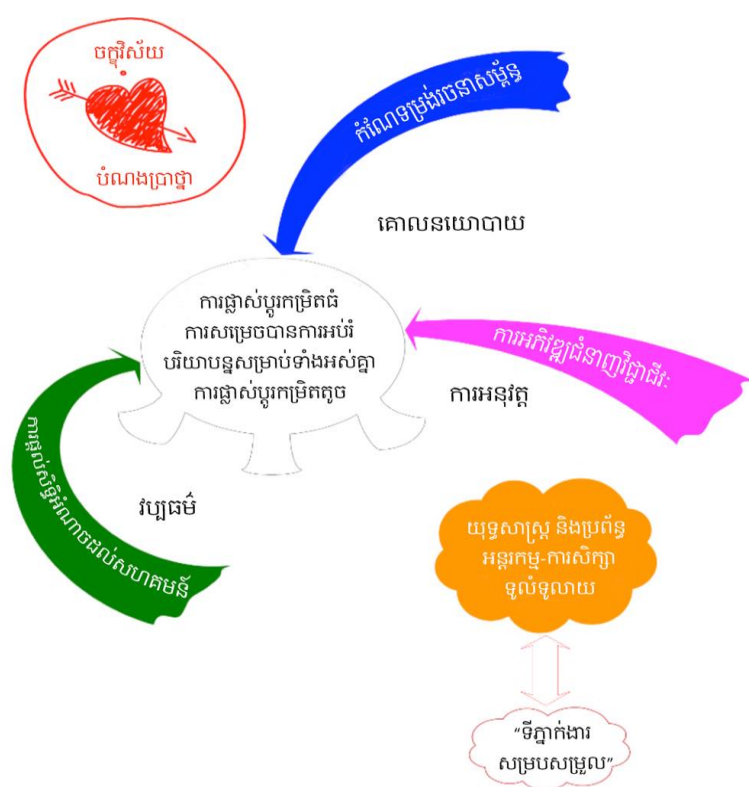 ចក្ខុវិស័យ
បំណងប្រាថ្នា
កំណែទម្រង់រចនាសម្ព័ន្ធ
គោលនយោបាយ
ការផ្លាស់ប្តូរកម្រិតធំ
ការសម្រេចបានការអប់រំ
បរិយាបន្នសម្រាប់ទាំងអស់គ្នា
ការផ្លាស់ប្តូរកម្រិតតូច
ការអភិវឌ្ឍជំនាញវិជ្ជាជីវៈ
ការអនុវត្ត
ការផ្តល់សិទ្ធិអំណាចដល់សហគមន៍
វប្បធម៌
យុទ្ធសាស្ត្រ និងប្រព័ន្ធ
អន្តរកម្ម-ការសិក្សា
ទូលំទូលាយ
“ទីភ្នាក់ងារ
សម្របសម្រួល”